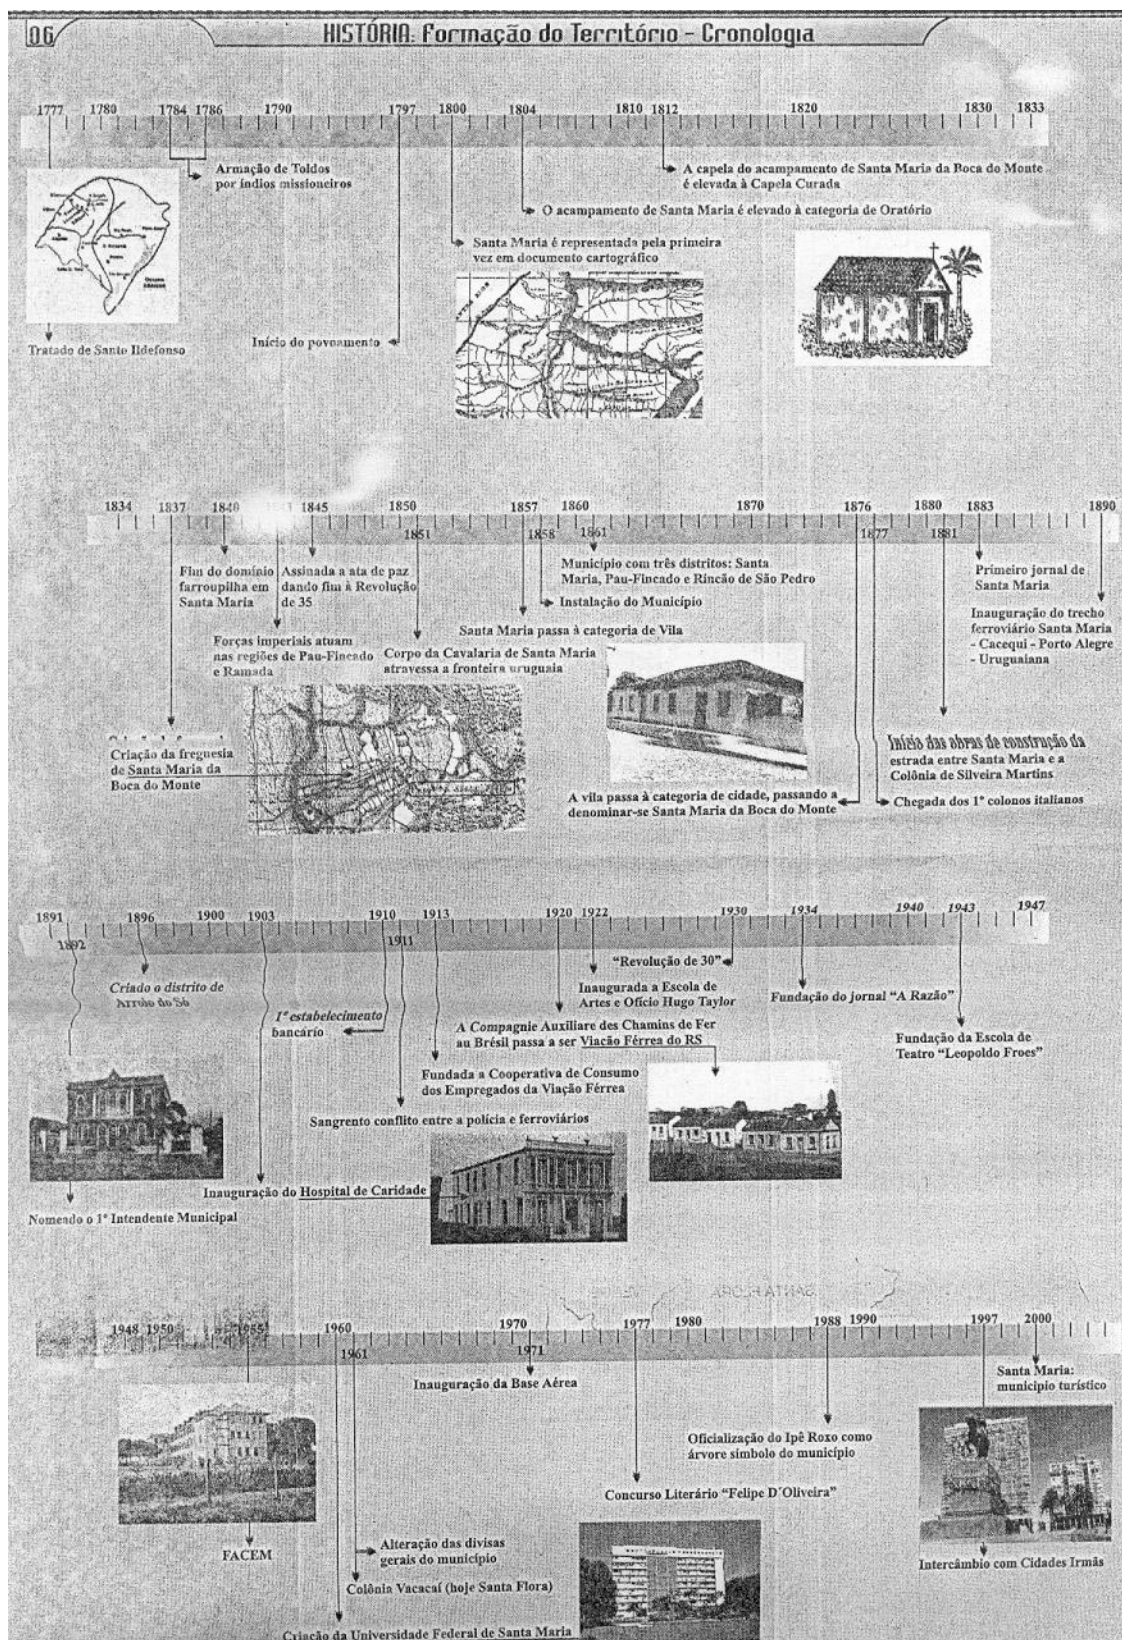 06
HISTÓRIA: Formação do Território - Cronologia
1777 1780 1784 1786 1790 1797 1800 1804 1810 1812 1820 1830 1833
Armação de Toldos
por índios missioneiros
A capela do acampamento de Santa Maria da Boca do Monte
é elevada à Capela Curada
O acampamento de Santa Maria é elevado à categoria de Oratório
Santa Maria é representada pela primeira
vez em documento cartográfico
Início do povoamento
Tratado de Santo Ildefonso
1834 1837 1840 1843 1845 1850 1857 1860 1870 1876 1880 1883 1890
1851 1858 1861 1877 1881
Fim do domínio
farroupilha em
Santa Maria
Assinada a ata de paz
dando fim à Revolução
de 35
Município com três distritos: Santa
Maria, Pau-Fincado e Rincão de São Pedro
Primeiro jornal de
Santa Maria
Instalação do Município
Inauguração do trecho
ferroviário Santa Maria
- Cacequi - Porto Alegre
- Uruguaiana
Santa Maria passa à categoria de Vila
Forças imperiais atuam
nas regiões de Pau-Fincado
e Ramada
Corpo da Cavalaria de Santa Maria
atravessa a fronteira uruguaia
Criação da freguesia
de Santa Maria da
Boca do Monte
Início das obras de construção da
estrada entre Santa Maria e a
Colônia de Silveira Martins
A vila passa à categoria de cidade, passando a
denominar-se Santa Maria da Boca do Monte
Chegada dos 1º colonos italianos
1891 1896 1900 1903 1910 1913 1920 1922 1930 1934 1940 1943 1947
1892 1911
"Revolução de 30"
Criado o distrito de
Arroio do Só
Inaugurada a Escola de
Artes e Ofício Hugo Taylor
Fundação do jornal "A Razão"
1º estabelecimento
bancário
A Compagnie Auxiliare des Chamins de Fer
au Brésil passa a ser Viação Férrea do RS
Fundação da Escola de
Teatro "Leopoldo Froes"
Fundada a Cooperativa de Consumo
dos Empregados da Viação Férrea
Sangrento conflito entre a polícia e ferroviários
Inauguração do Hospital de Caridade
Nomeado o 1º Intendente Municipal
1948 1950 1955 1960 1970 1977 1980 1988 1990 1997 2000
1961 1971
Inauguração da Base Aérea
Santa Maria:
municipio turístico
Oficialização do Ipê Roxo como
árvore símbolo do município
Concurso Literário "Felipe D´Oliveira"
FACEM
Alteração das divisas
gerais do município
Colônia Vacacaí (hoje Santa Flora)
Intercâmbio com Cidades Irmãs
Criação da Universidade Federal de Santa Maria